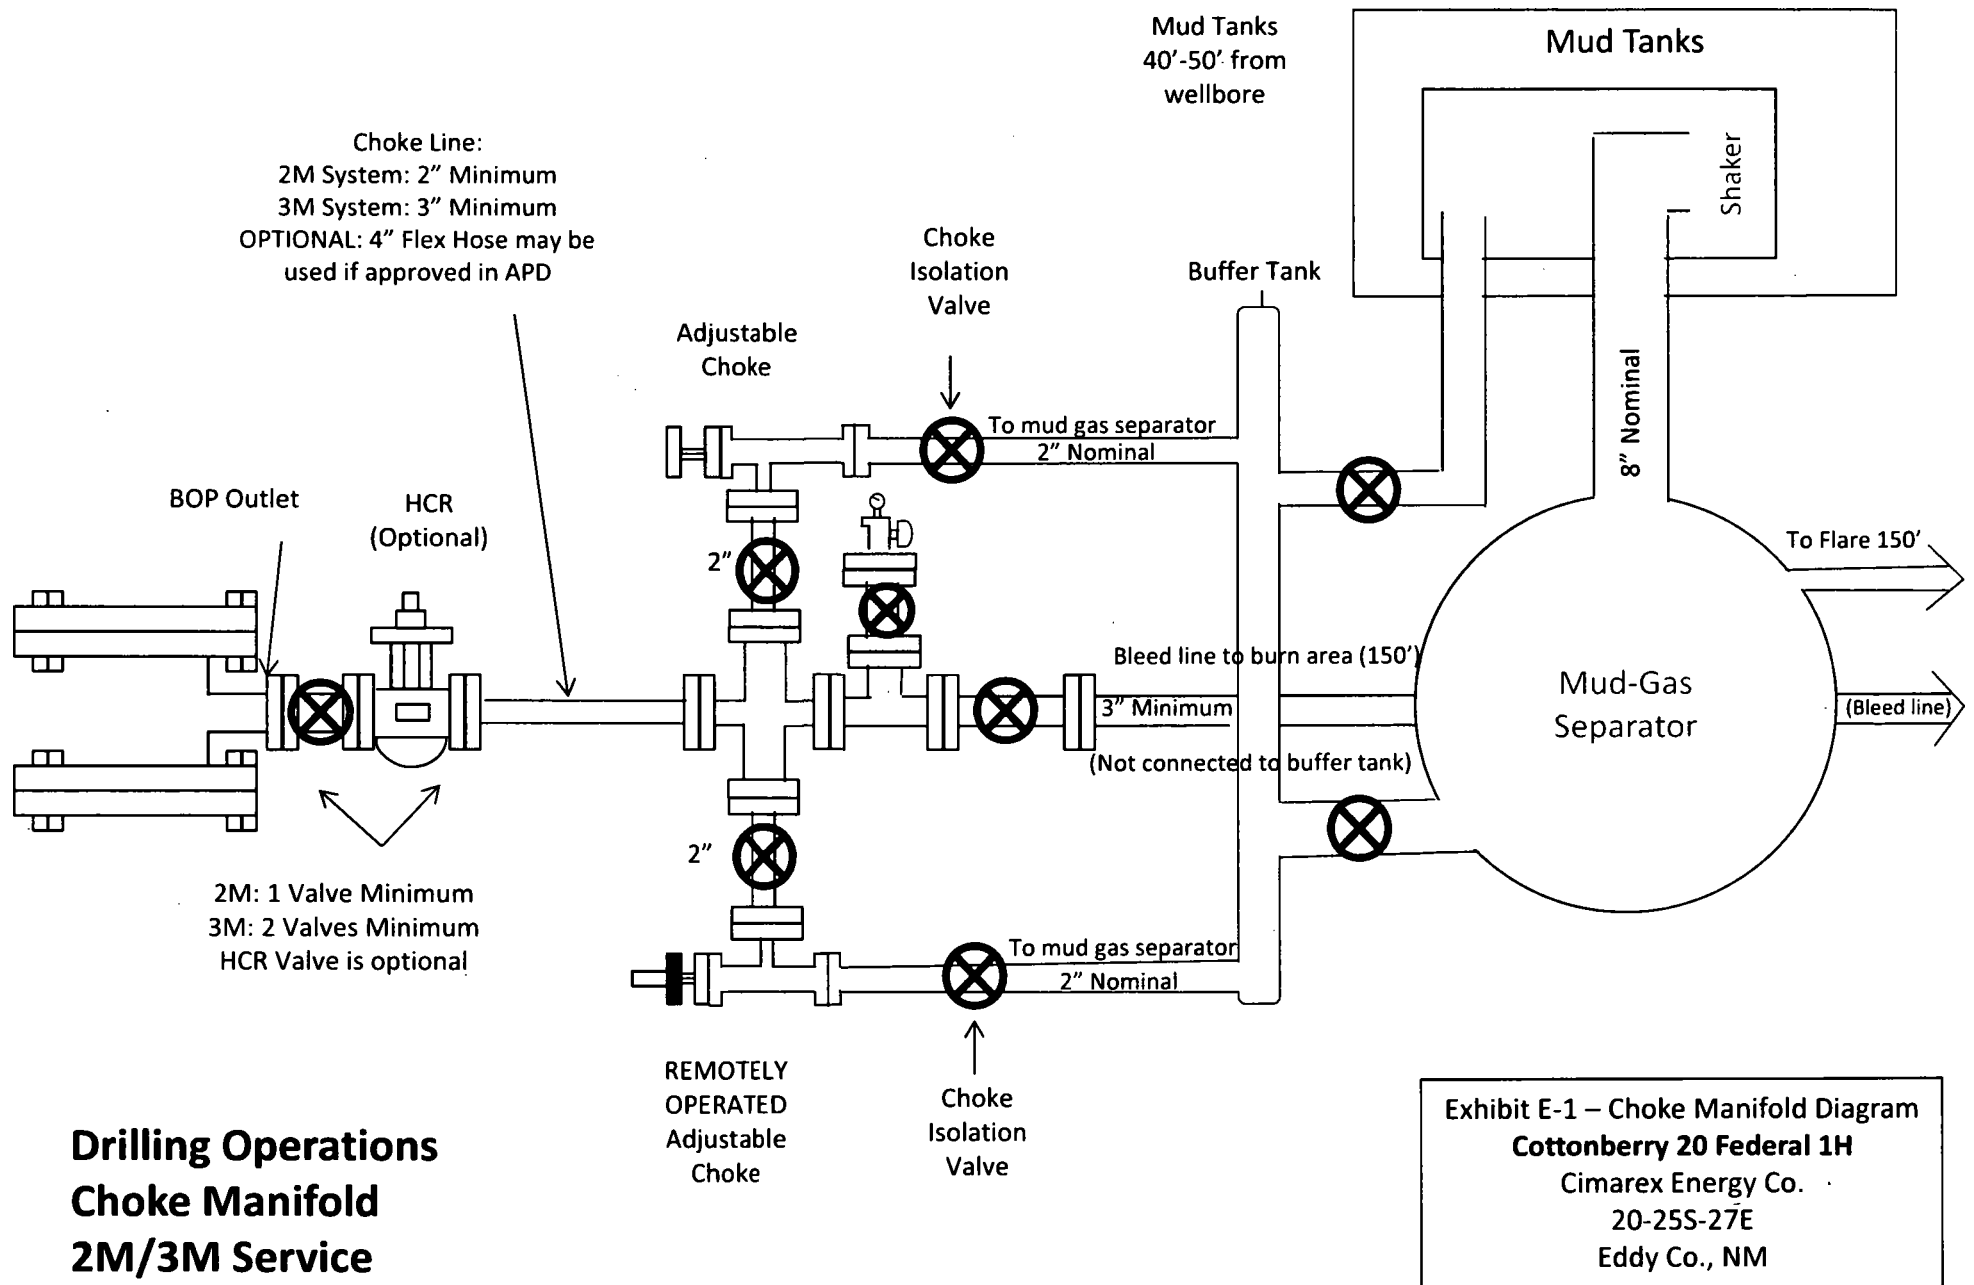 Mud Tanks
40'-50' from
wellbore
Mud Tanks
Shaker
Choke Line:
2M System: 2" Minimum
3M System: 3" Minimum
OPTIONAL: 4" Flex Hose may be
used if approved in APD
Choke
Isolation
Valve
Buffer Tank
Adjustable
Choke
8" Nominal
To mud gas separator
2" Nominal
BOP Outlet
HCR
(Optional)
2"
To Flare 150'
Bleed line to burn area (150')
3" Minimum
(Not connected to buffer tank)
Mud-Gas
Separator
(Bleed line)
2"
2M: 1 Valve Minimum
3M: 2 Valves Minimum
HCR Valve is optional
To mud gas separator
2" Nominal
REMOTELY
OPERATED
Adjustable
Choke
Choke
Isolation
Valve
Drilling Operations
Choke Manifold
2M/3M Service
Exhibit E-1 – Choke Manifold Diagram
Cottonberry 20 Federal 1H
Cimarex Energy Co.
20-25S-27E
Eddy Co., NM